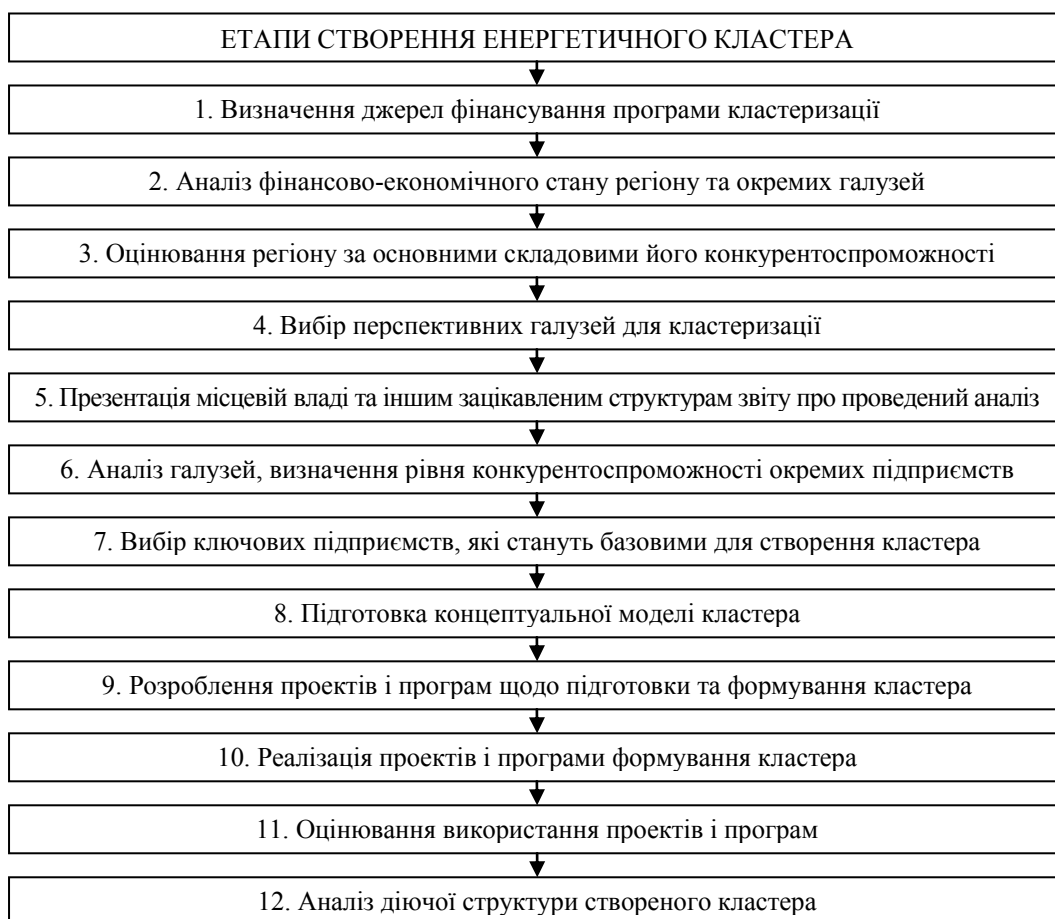 ЕТАПИ СТВОРЕННЯ ЕНЕРГЕТИЧНОГО КЛАСТЕРА
1. Визначення джерел фінансування програми кластеризації
2. Аналіз фінансово-економічного стану регіону та окремих галузей
3. Оцінювання регіону за основними складовими його конкурентоспроможності
4. Вибір перспективних галузей для кластеризації
5. Презентація місцевій владі та іншим зацікавленим структурам звіту про проведений аналіз
6. Аналіз галузей, визначення рівня конкурентоспроможності окремих підприємств
7. Вибір ключових підприємств, які стануть базовими для створення кластера
8. Підготовка концептуальної моделі кластера
9. Розроблення проектів і програм щодо підготовки та формування кластера
10. Реалізація проектів і програми формування кластера
11. Оцінювання використання проектів і програм
12. Аналіз діючої структури створеного кластера